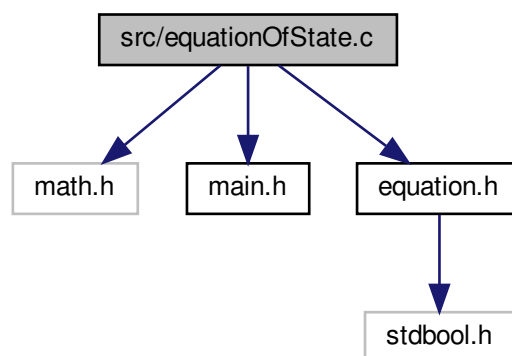 src/equationOfState.c
math.h
main.h
equation.h
stdbool.h